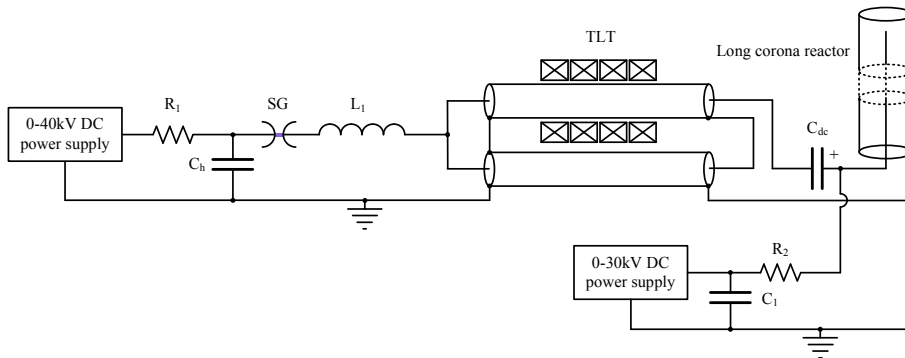 TLT
Long corona reactor
0-40kV DC
power supply
R1
SG
L1
Ch
Cdc
+
0-30kV DC
power supply
R2
C1